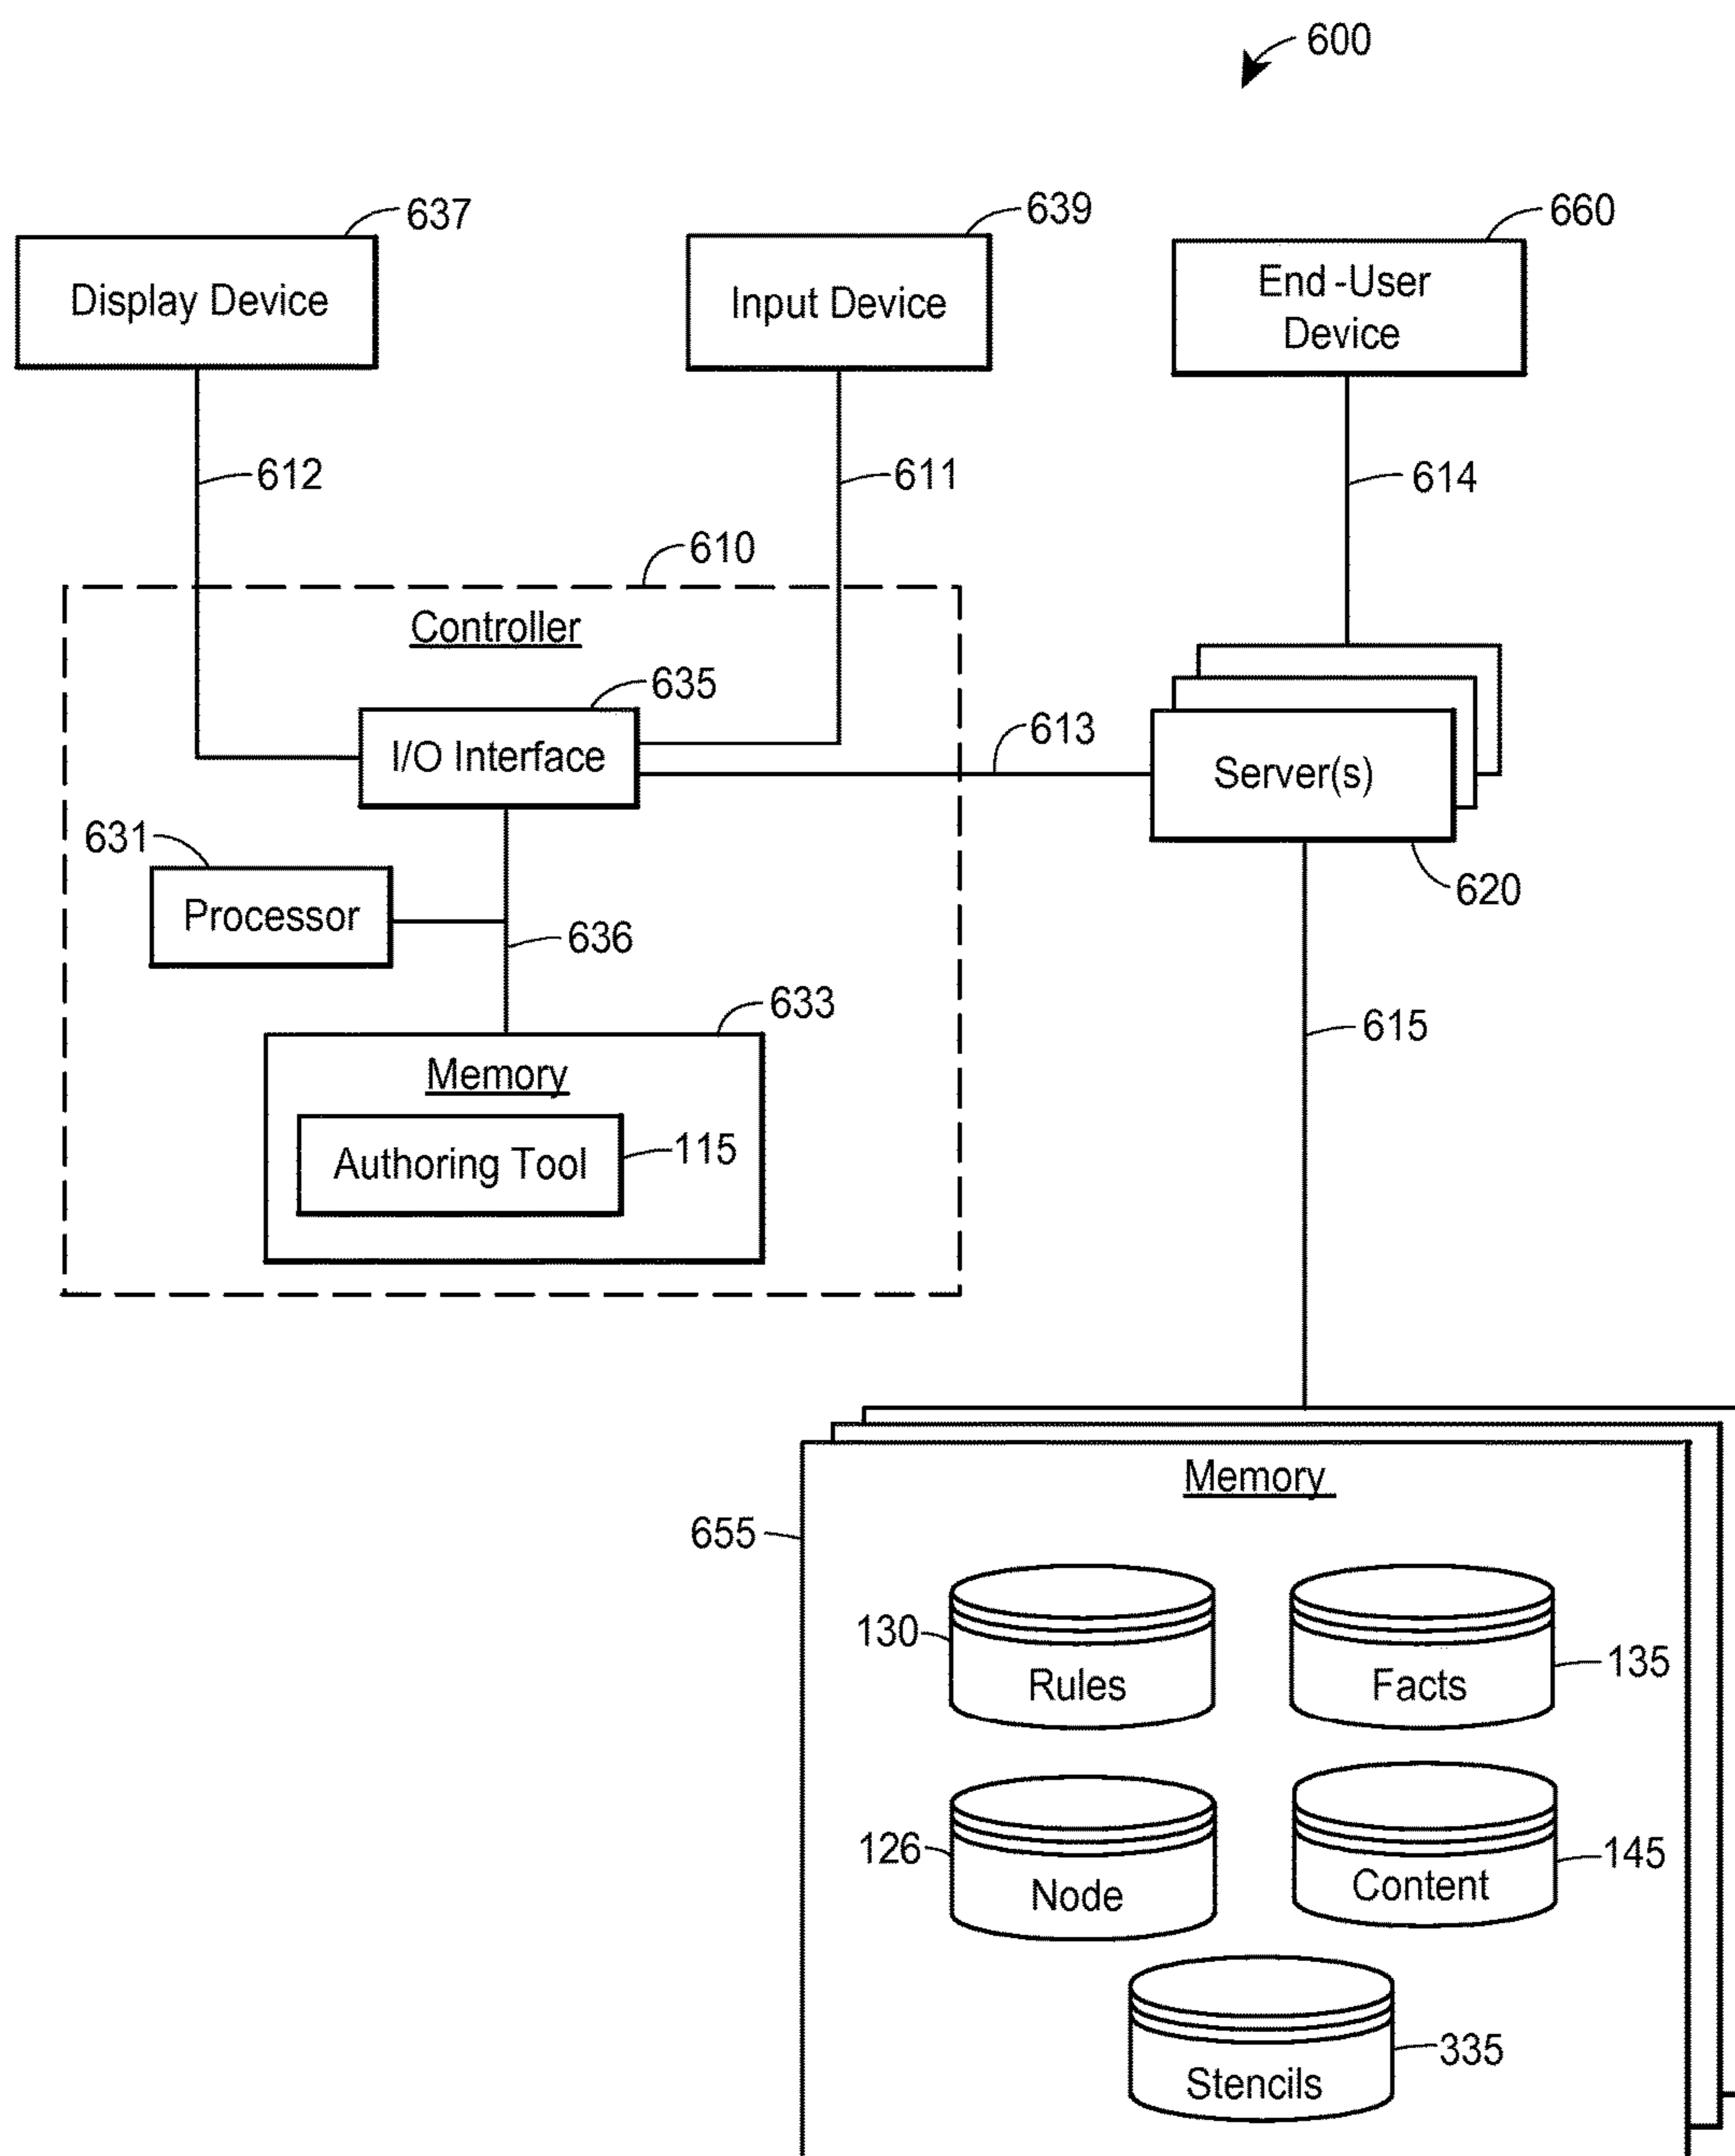 600
637
639
660
Display Device
Input Device
End -User
Device
612
611
614
610
Controller
635
I/O Interface
613
Server(s)
631
Processor
620
636
633
615
Memory
Authoring Tool
115
Memory
655
130
Rules
Facts
135
126
Node
Content
145
Stencils
335